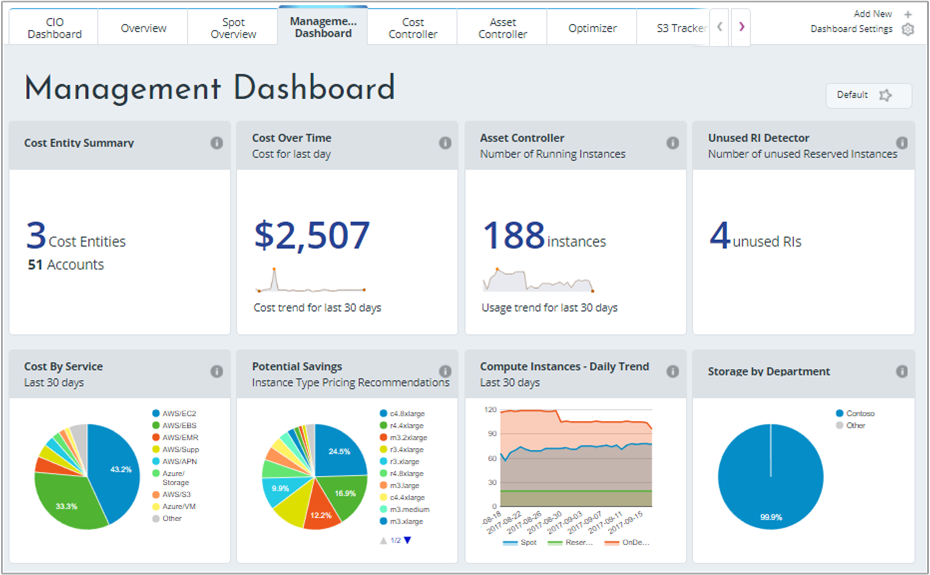 CIO
Dashboard
Overview
Spot
Overview
Manageme...
Dashboard
Cost
Controller
Asset
Controller
Optimizer
S3 Tracker
Add New
Dashboard Settings
Management Dashboard
Default
Cost Entity Summary
Cost Over Time
Cost for last day
Asset Controller
Number of Running Instances
Unused RI Detector
Number of unused Reserved Instances
3 Cost Entities
51 Accounts
$2,507
Cost trend for last 30 days
188 instances
Usage trend for last 30 days
4 unused RIs
Cost By Service
Last 30 days
Potential Savings
Instance Type Pricing Recommendations
Compute Instances - Daily Trend
Last 30 days
Storage by Department
43.2%
33.3%
AWS/EC2
AWS/EBS
AWS/EMR
AWS/Supp
AWS/APN
Azure/
Storage
AWS/S3
Azure/VM
Other
24.5%
16.9%
12.2%
9.9%
c4.8xlarge
r4.4xlarge
m3.2xlarge
r3.4xlarge
r3.xlarge
r4.8xlarge
m3.large
c4.4xlarge
m3.medium
m3.xlarge
1/2
120
90
60
30
0
-08-18
2017-08-22
2017-08-26
2017-08-30
2017-09-03
2017-09-07
2017-09-11
2017-09-15
Spot
Reser...
OnDe...
Contoso
Other
99.9%